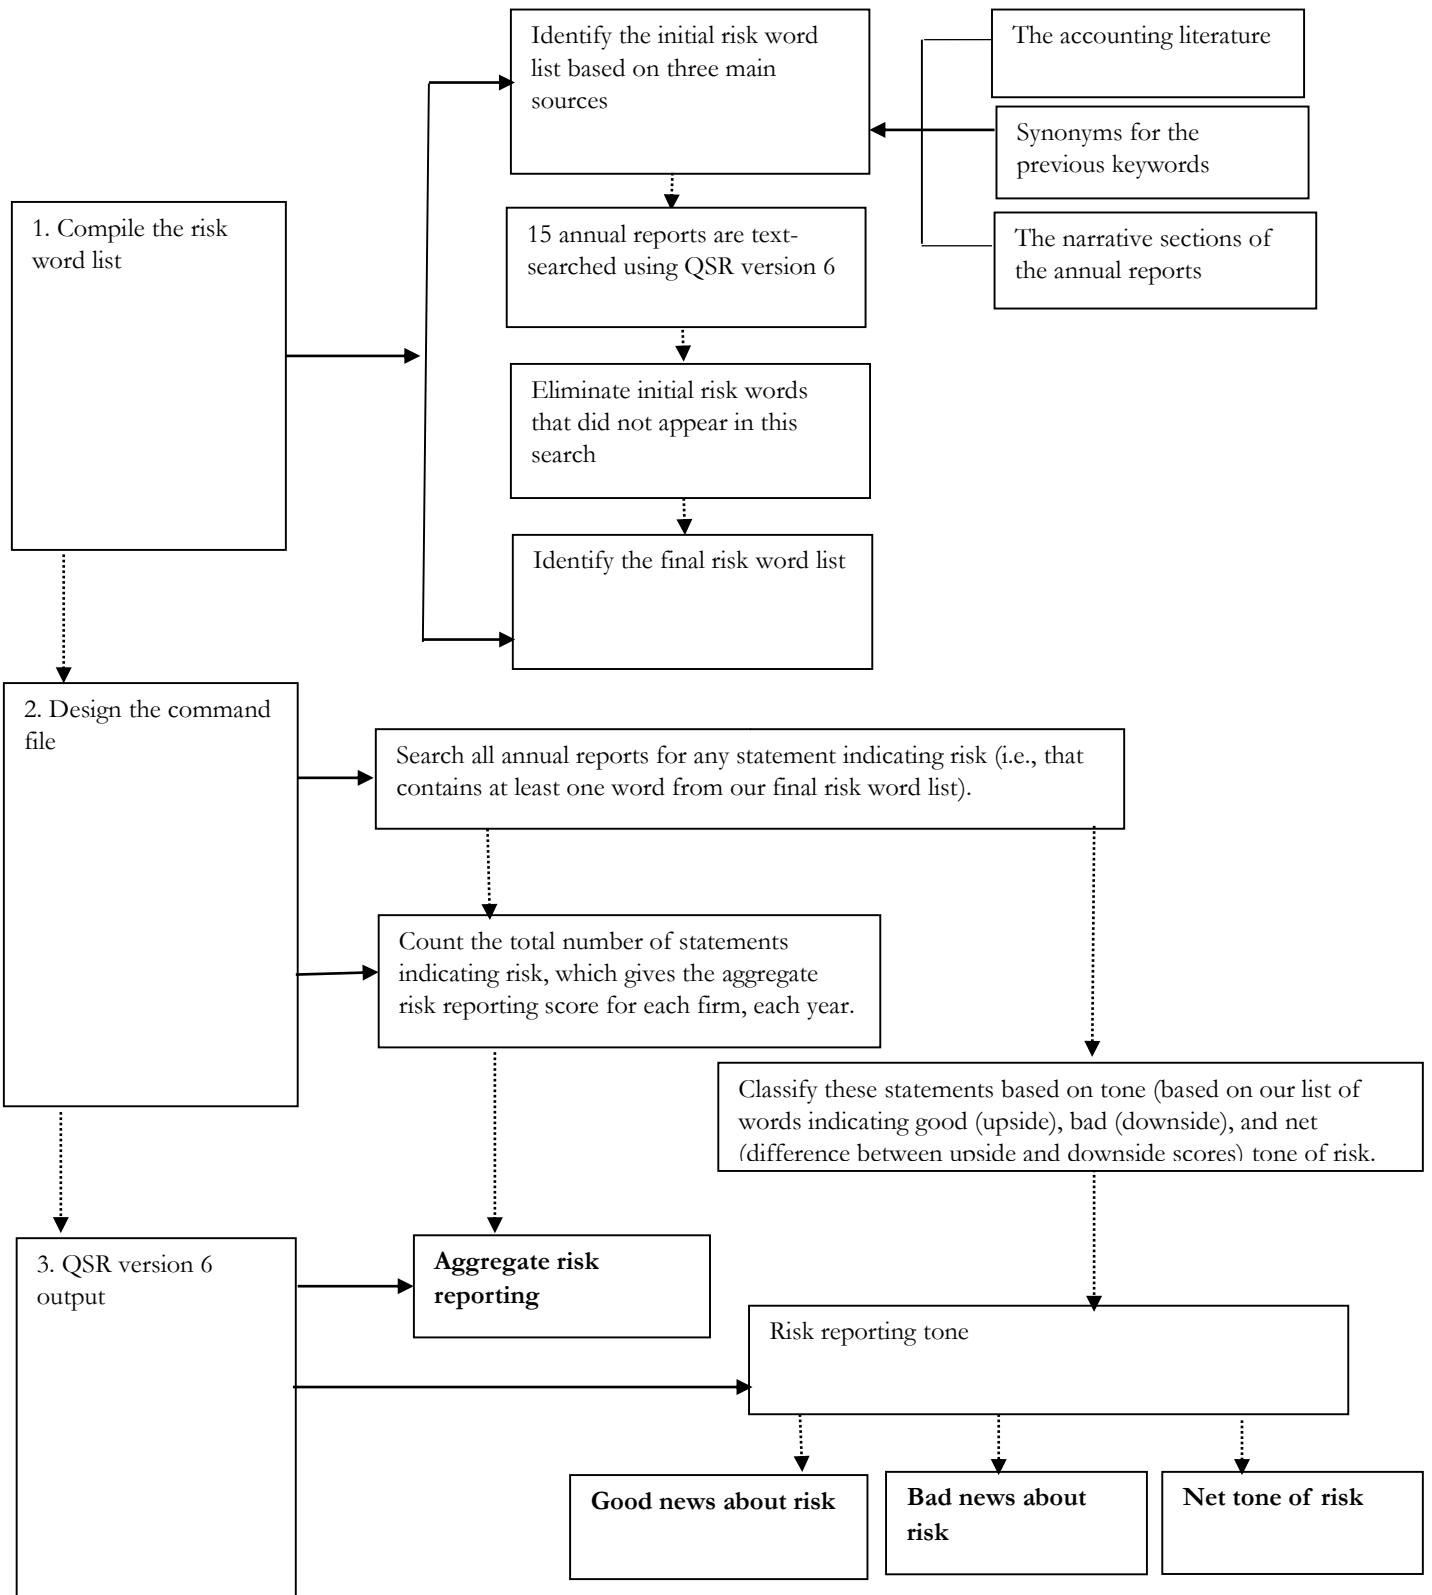 Identify the initial risk word
list based on three main
sources
The accounting literature
Synonyms for the
previous keywords
The narrative sections of
the annual reports
1. Compile the risk
word list
15 annual reports are text-
searched using QSR version 6
Eliminate initial risk words
that did not appear in this
search
Identify the final risk word list
2. Design the command
file
Search all annual reports for any statement indicating risk (i.e., that
contains at least one word from our final risk word list).
Count the total number of statements
indicating risk, which gives the aggregate
risk reporting score for each firm, each year.
Classify these statements based on tone (based on our list of
words indicating good (upside), bad (downside), and net
(difference between upside and downside scores) tone of risk.
3. QSR version 6
output
Aggregate risk
reporting
Risk reporting tone
Good news about risk
Bad news about
risk
Net tone of risk